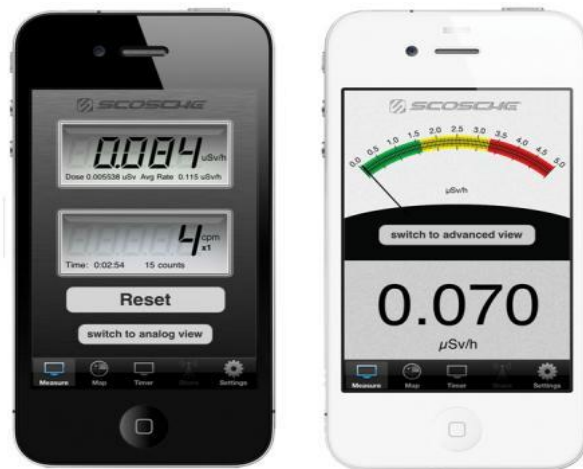 SCOSCHE
0.084 uSv/h
Dose 0.005538 uSv Avg Rate 0.115 uSv/h
4 cpm
x1
Time: 0:02.54 15 counts
Reset
switch to analog view
Measure Map Timer Share Settings
SCOSCHE
0.0 0.5 1.0 1.5 2.0 2.5 3.0 3.5 4.0 4.5 5.0
µSv/h
switch to advanced view
0.070
µSv/h
Measure Map Timer Share Settings